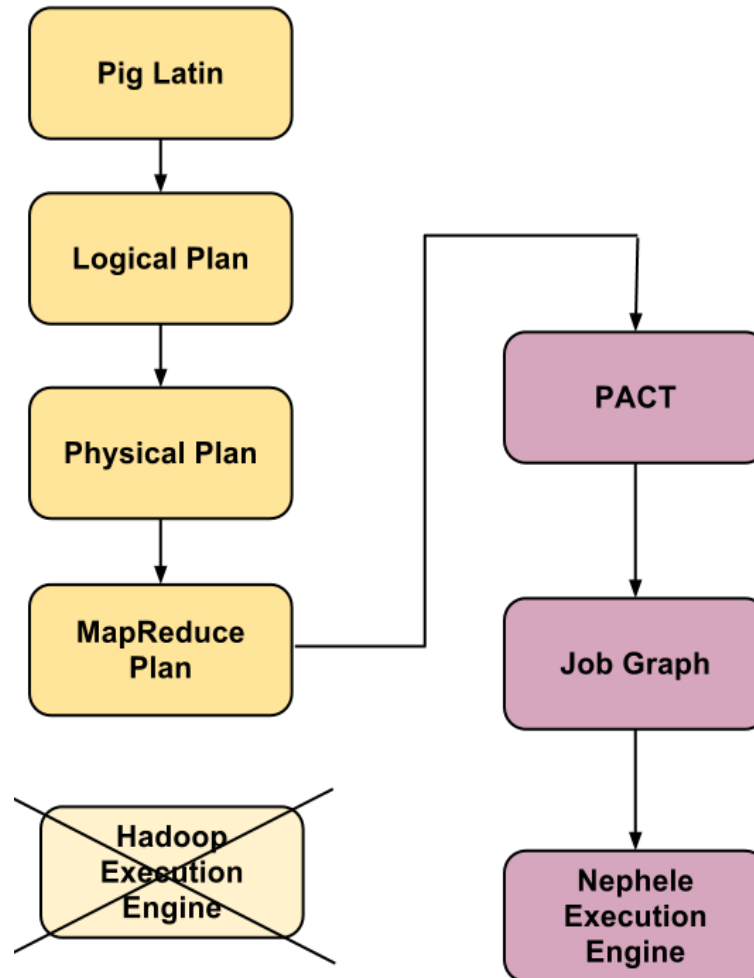 Pig Latin
Logical Plan
Physical Plan
MapReduce
Plan
Hadoop
Execution
Engine
PACT
Job Graph
Nephele
Execution
Engine